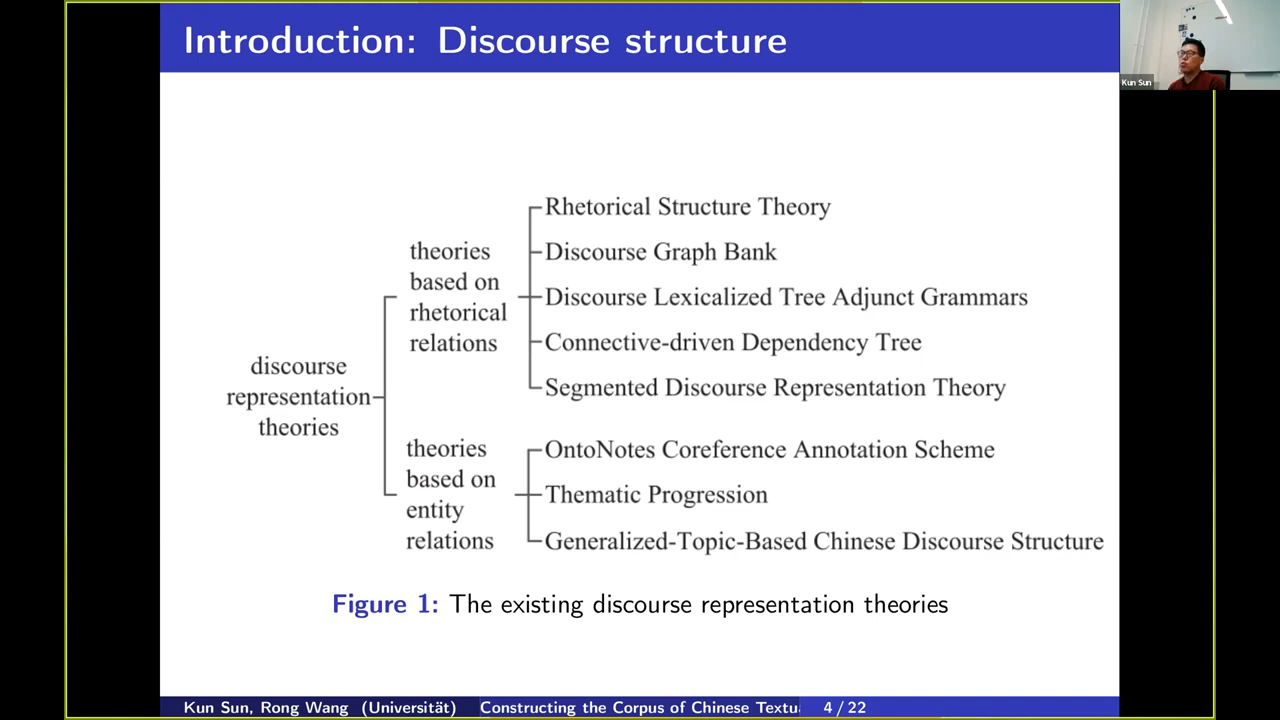 Introduction: Discourse structure
Kun Sun
discourse
representation
theories
theories
based on
rhetorical
relations
Rhetorical Structure Theory
Discourse Graph Bank
Discourse Lexicalized Tree Adjunct Grammars
Connective-driven Dependency Tree
Segmented Discourse Representation Theory
theories
based on
entity
relations
OntoNotes Coreference Annotation Scheme
Thematic Progression
Generalized-Topic-Based Chinese Discourse Structure
Figure 1: The existing discourse representation theories
Kun Sun, Rong Wang (Universität) Constructing the Corpus of Chinese Textu 4 / 22